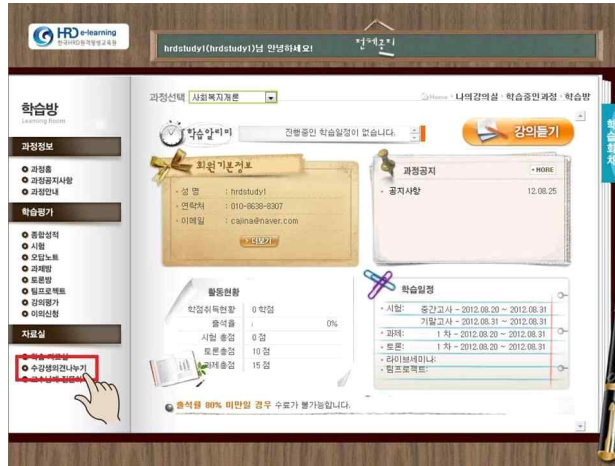 HRD e-learning
한국HRD원격평생교육원
hrdstudy1(hrdstudy1)님 안녕하세요!
전체공지
과정선택 사회복지개론
Home · 나의강의실 · 학습중인과정 · 학습방
학습방
Learning Room
학습알리미
진행중인 학습일정이 없습니다.
강의듣기
학습회차
과정정보
과정홈
과정공지사항
과정안내
학습평가
종합성적
시험
오답노트
과제방
토론방
팀프로젝트
강의평가
이의신청
자료실
학습 자료실
수강생의견나누기
회원기본정보
성 명 : hrdstudy1
연락처 : 010-8638-8307
이메일 : cajina@naver.com
더보기
과정공지
MORE
공지사항 12.08.25
활동현황
학점취득현황 0 학점
출석율 0%
시험 총점 0 점
토론총점 10 점
과제총점 15 점
학습일정
시험: 중간고사 - 2012.08.20 ~ 2012.08.31
기말고사 - 2012.08.31 ~ 2012.08.31
과제: 1 차 - 2012.08.20 ~ 2012.08.31
토론: 1 차 - 2012.08.20 ~ 2012.08.31
라이브세미나:
팀프로젝트:
출석률 80% 미만일 경우 수료가 불가능합니다.